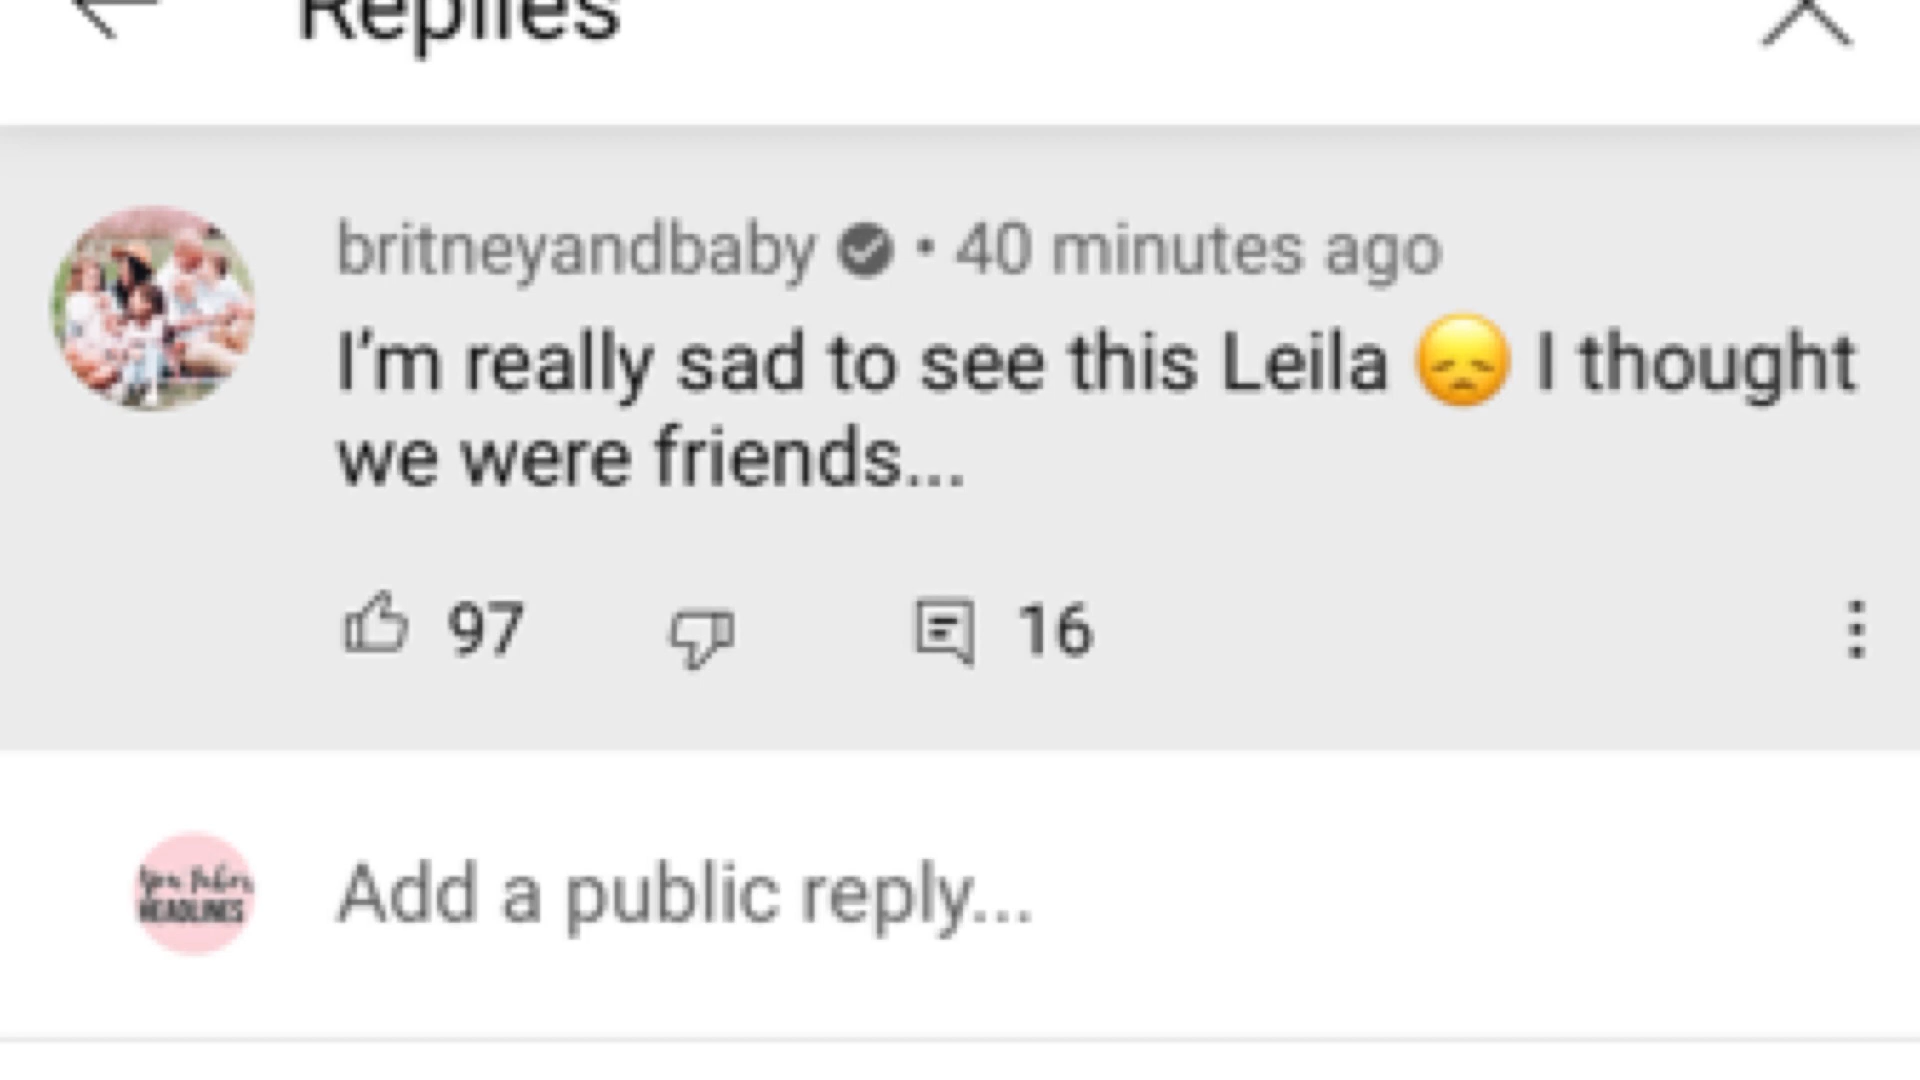 Replies
britneyandbaby • 40 minutes ago
I'm really sad to see this Leila 😞 I thought
we were friends...
97 16
HEADLINES
Add a public reply...